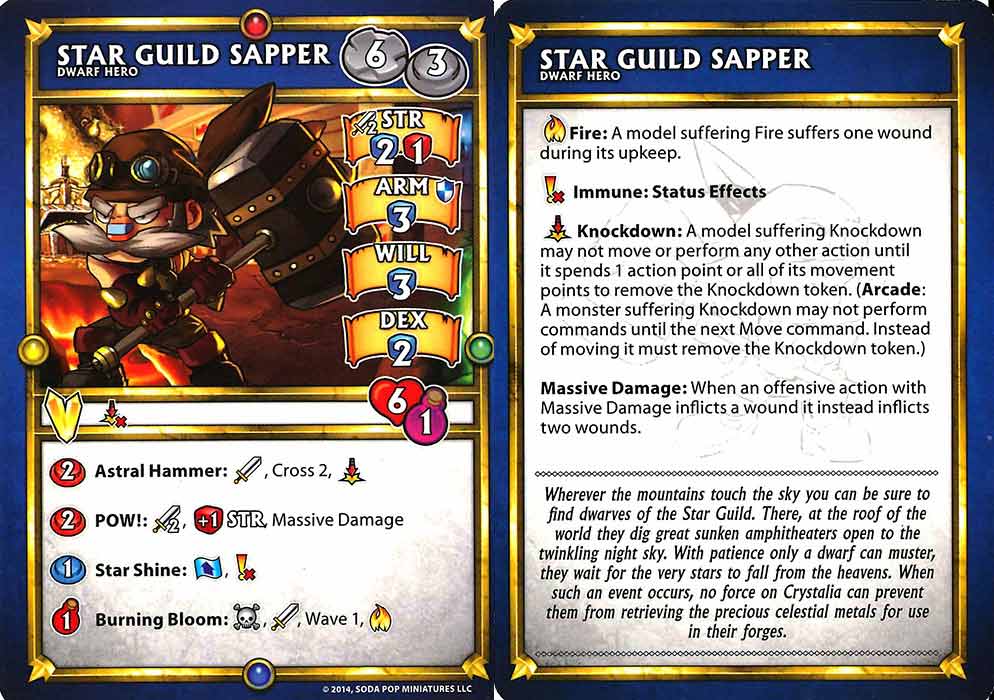 STAR GUILD SAPPER
DWARF HERO
6
3
2 STR
2 1
ARM
3
WILL
3
DEX
2
6
1
2 Astral Hammer: , Cross 2,
2 POW!: 2, +1 STR, Massive Damage
1 Star Shine: ,
1 Burning Bloom: , , Wave 1,
© 2014, SODA POP MINIATURES LLC
STAR GUILD SAPPER
DWARF HERO
Fire: A model suffering Fire suffers one wound
during its upkeep.
Immune: Status Effects
Knockdown: A model suffering Knockdown
may not move or perform any other action until
it spends 1 action point or all of its movement
points to remove the Knockdown token. (Arcade:
A monster suffering Knockdown may not perform
commands until the next Move command. Instead
of moving it must remove the Knockdown token.)
Massive Damage: When an offensive action with
Massive Damage inflicts a wound it instead inflicts
two wounds.
Wherever the mountains touch the sky you can be sure to
find dwarves of the Star Guild. There, at the roof of the
world they dig great sunken amphitheaters open to the
twinkling night sky. With patience only a dwarf can muster,
they wait for the very stars to fall from the heavens. When
such an event occurs, no force on Crystalia can prevent
them from retrieving the precious celestial metals for use
in their forges.